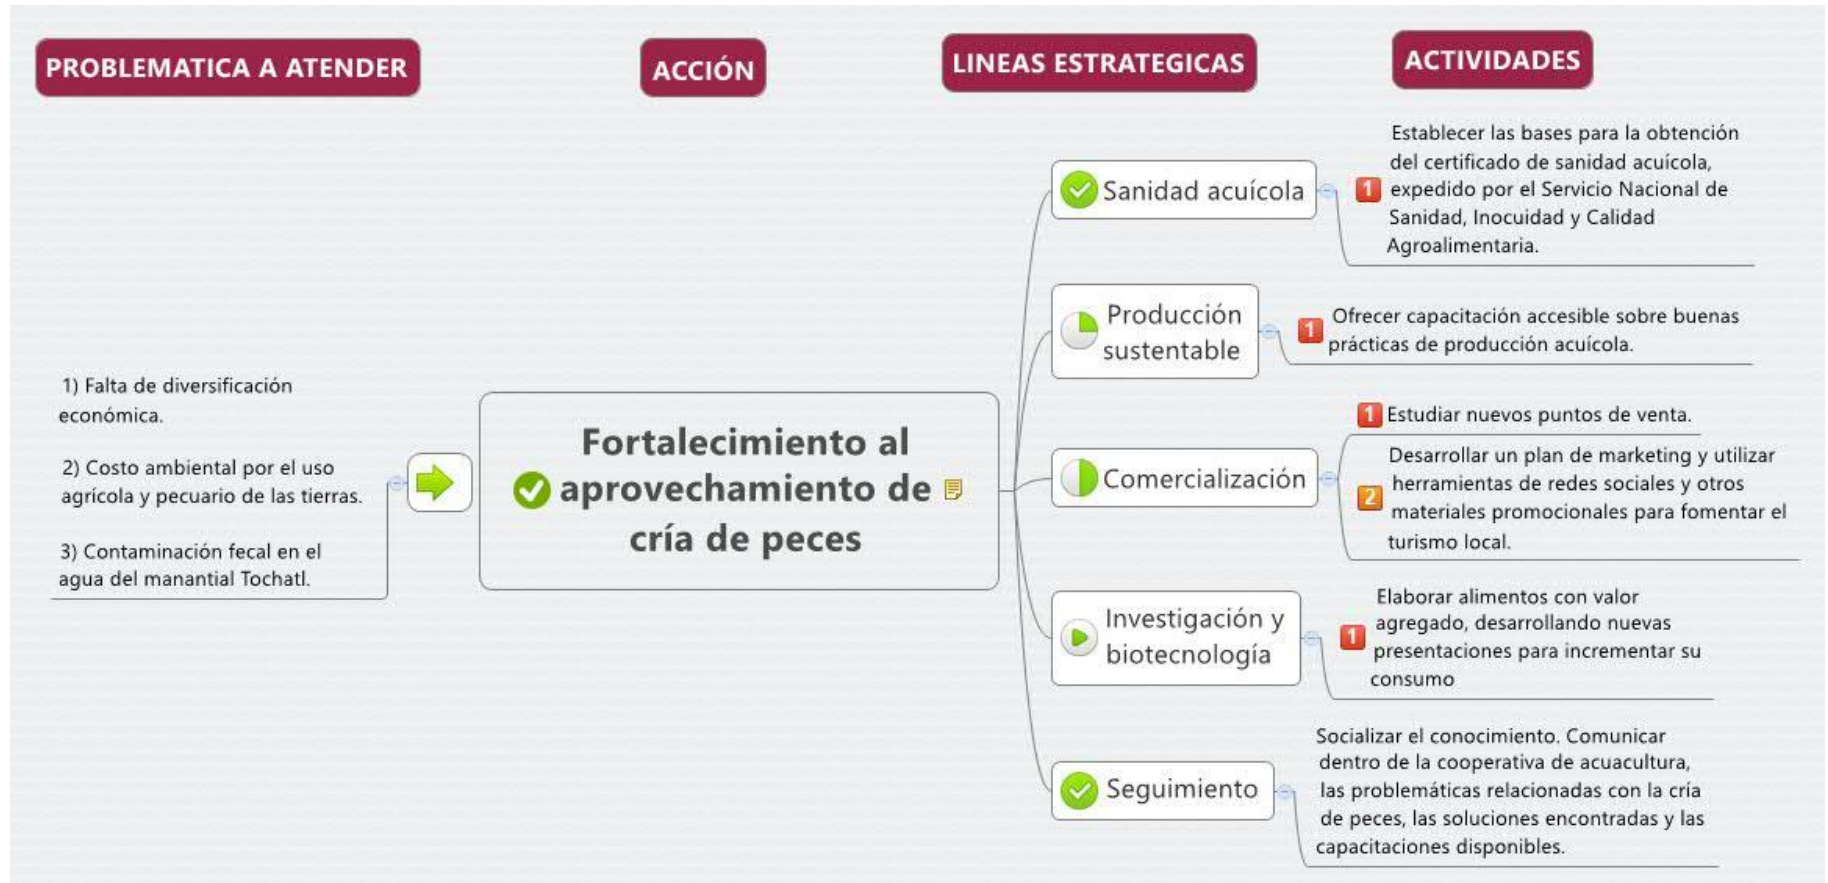 PROBLEMATICA A ATENDER
ACCIÓN
LINEAS ESTRATEGICAS
ACTIVIDADES
1) Falta de diversificación
económica.
2) Costo ambiental por el uso
agrícola y pecuario de las tierras.
3) Contaminación fecal en el
agua del manantial Tochatl.
Fortalecimiento al
aprovechamiento de
cría de peces
Sanidad acuícola
1
Establecer las bases para la obtención
del certificado de sanidad acuícola,
expedido por el Servicio Nacional de
Sanidad, Inocuidad y Calidad
Agroalimentaria.
Producción
sustentable
1
Ofrecer capacitación accesible sobre buenas
prácticas de producción acuícola.
Comercialización
1 Estudiar nuevos puntos de venta.
2
Desarrollar un plan de marketing y utilizar
herramientas de redes sociales y otros
materiales promocionales para fomentar el
turismo local.
Investigación y
biotecnología
1
Elaborar alimentos con valor
agregado, desarrollando nuevas
presentaciones para incrementar su
consumo
Seguimiento
Socializar el conocimiento. Comunicar
dentro de la cooperativa de acuacultura,
las problemáticas relacionadas con la cría
de peces, las soluciones encontradas y las
capacitaciones disponibles.